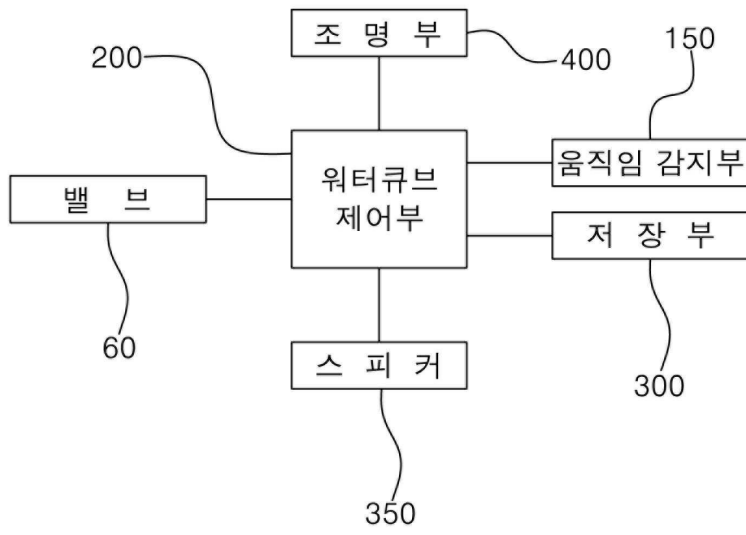 조 명 부
400
200
150
워터큐브
제어부
움직임 감지부
밸 브
저 장 부
60
스 피 커
300
350